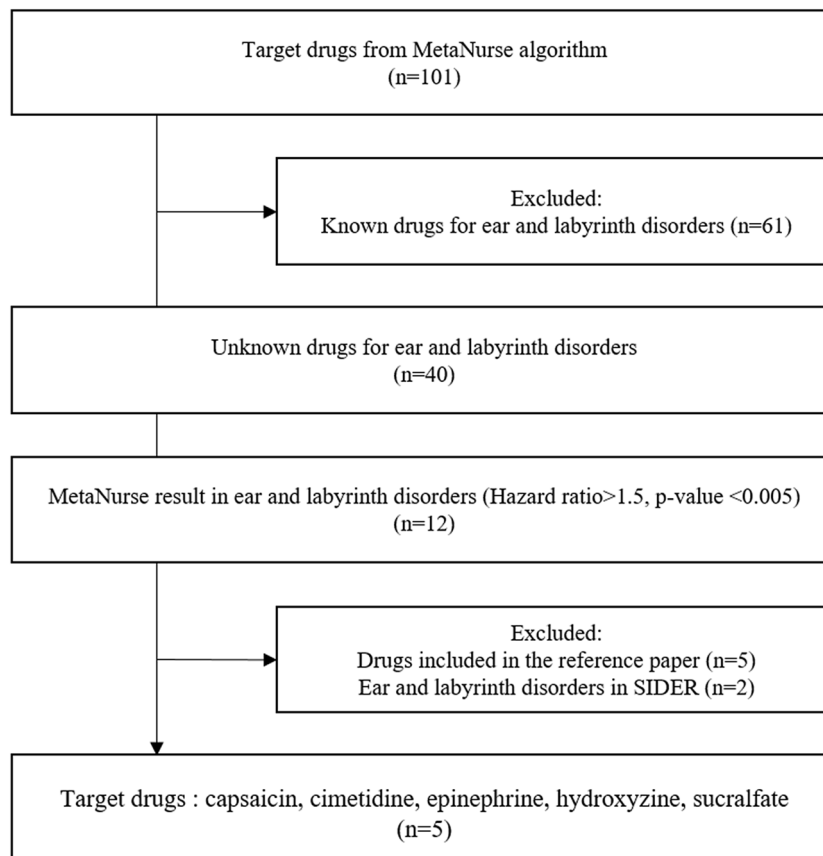 Target drugs from MetaNurse algorithm
(n=101)
Excluded:
Known drugs for ear and labyrinth disorders (n=61)
Unknown drugs for ear and labyrinth disorders
(n=40)
MetaNurse result in ear and labyrinth disorders (Hazard ratio>1.5, p-value <0.005)
(n=12)
Excluded:
Drugs included in the reference paper (n=5)
Ear and labyrinth disorders in SIDER (n=2)
Target drugs : capsaicin, cimetidine, epinephrine, hydroxyzine, sucralfate
(n=5)